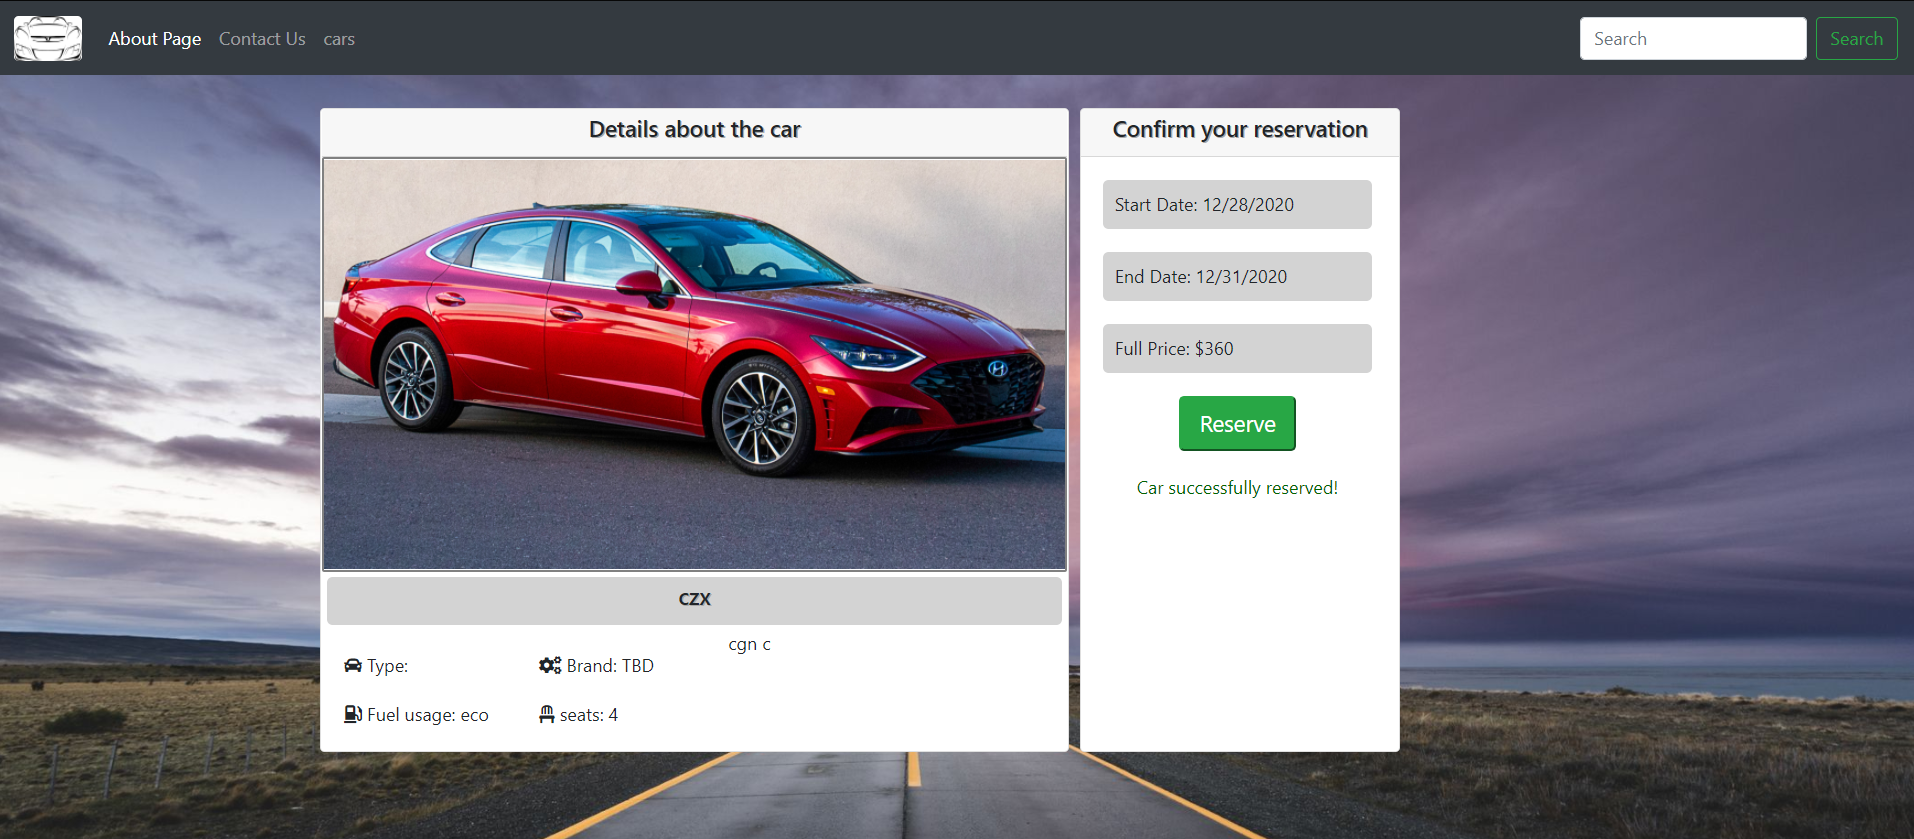 About Page
Contact Us
cars
Search
Search
Details about the car
CZX
cgn c
Type:
Brand: TBD
Fuel usage: eco
seats: 4
Confirm your reservation
Start Date: 12/28/2020
End Date: 12/31/2020
Full Price: $360
Reserve
Car successfully reserved!